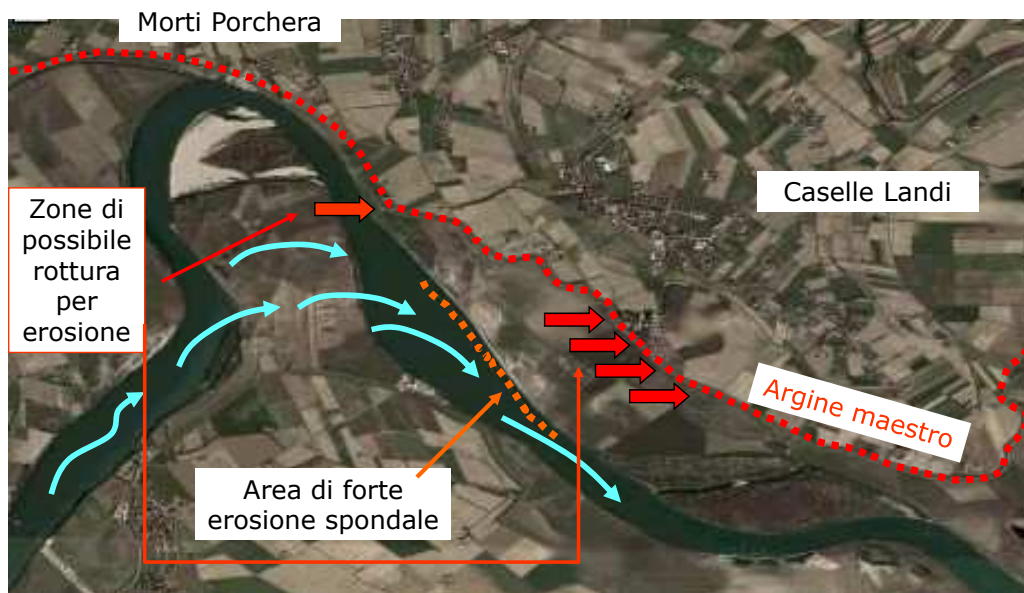 Morti Porchera
Caselle Landi
Zone di
possibile
rottura
per
erosione
Argine maestro
Area di forte
erosione spondale